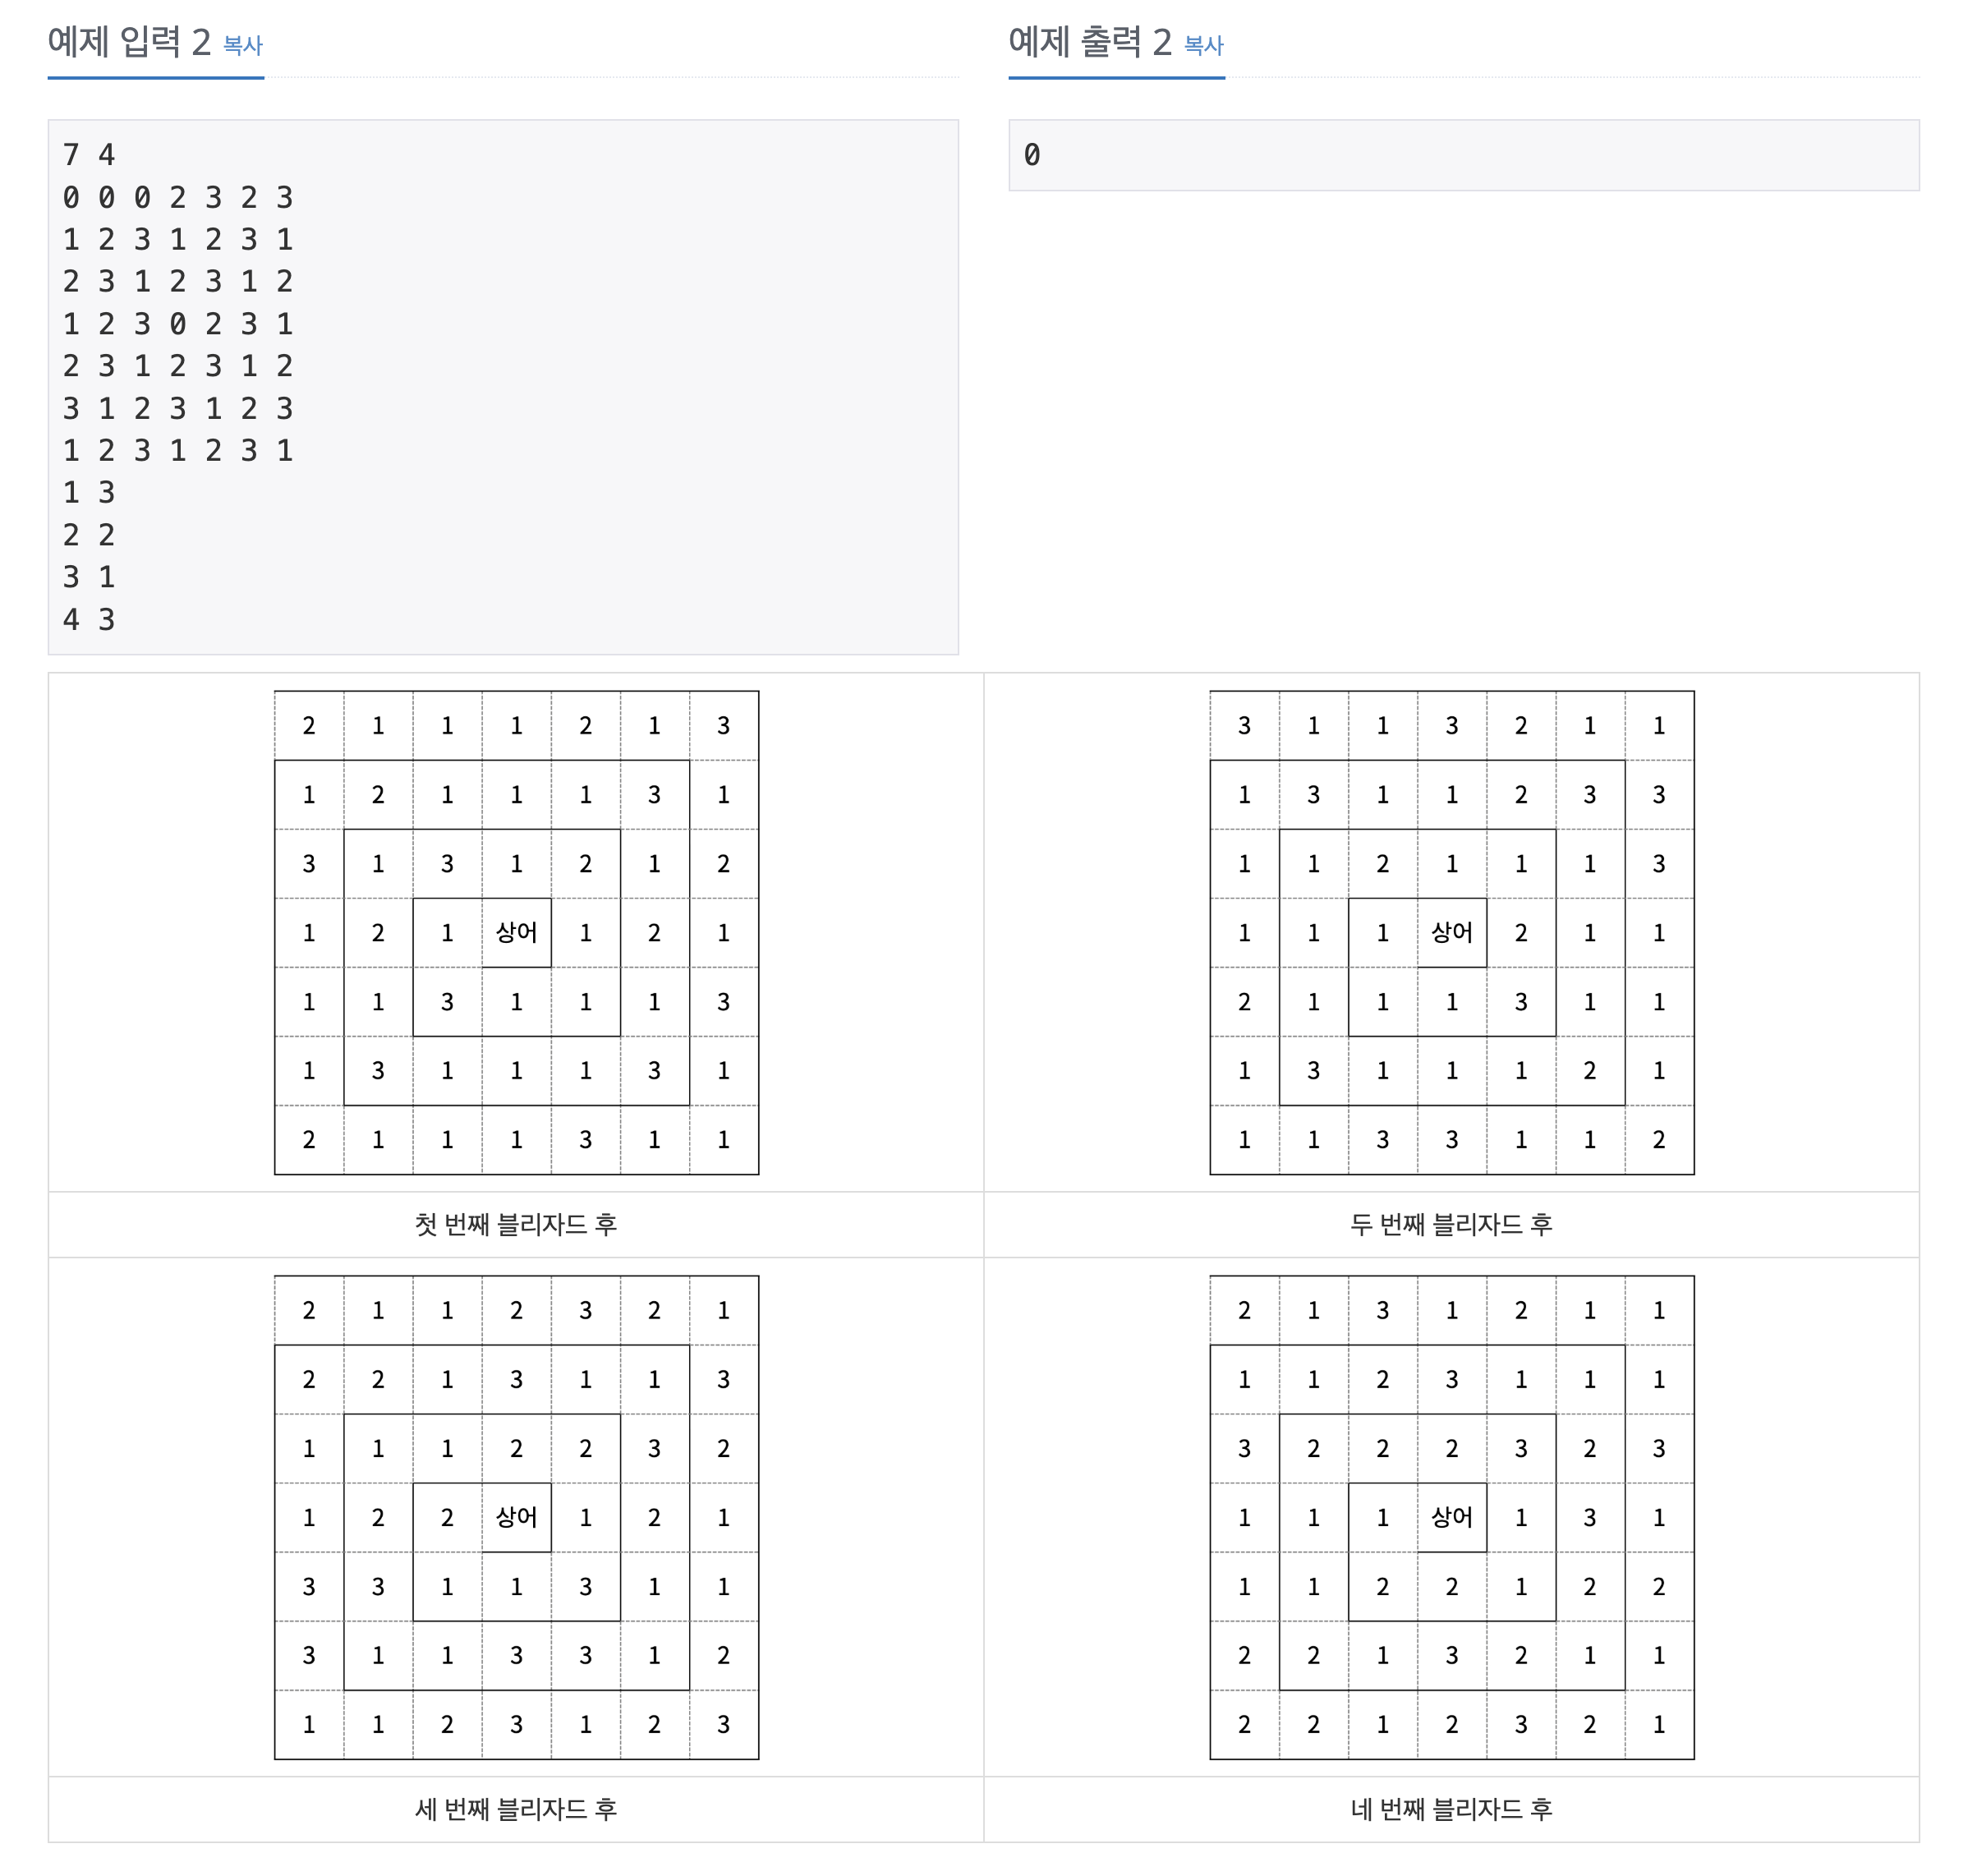 예제 입력 2 복사
예제 출력 2 복사
7 4
0 0 0 2 3 2 3
1 2 3 1 2 3 1
2 3 1 2 3 1 2
1 2 3 0 2 3 1
2 3 1 2 3 1 2
3 1 2 3 1 2 3
1 2 3 1 2 3 1
1 3
2 2
3 1
4 3
0
2 1 1 1 2 1 3
1 2 1 1 1 3 1
3 1 3 1 2 1 2
1 2 1 상어 1 2 1
1 1 3 1 1 1 3
1 3 1 1 1 3 1
2 1 1 1 3 1 1
첫 번째 블리자드 후
3 1 1 3 2 1 1
1 3 1 1 2 3 3
1 1 2 1 1 1 3
1 1 1 상어 2 1 1
2 1 1 1 3 1 1
1 3 1 1 1 2 1
1 1 3 3 1 1 2
두 번째 블리자드 후
2 1 1 2 3 2 1
2 2 1 3 1 1 3
1 1 1 2 2 3 2
1 2 2 상어 1 2 1
3 3 1 1 3 1 1
3 1 1 3 3 1 2
1 1 2 3 1 2 3
세 번째 블리자드 후
2 1 3 1 2 1 1
1 1 2 3 1 1 1
3 2 2 2 3 2 3
1 1 1 상어 1 3 1
1 1 2 2 1 2 2
2 2 1 3 2 1 1
2 2 1 2 3 2 1
네 번째 블리자드 후